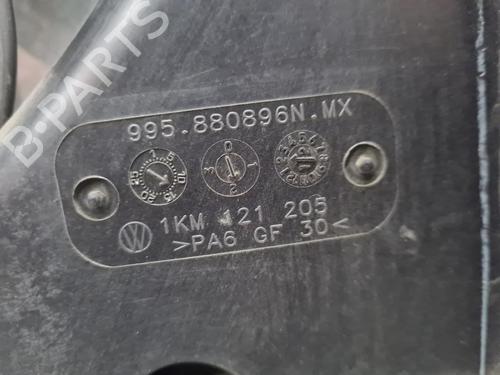 B-PARTS
995.880896N.MX
1KM 121 205
>PA6 GF 30<